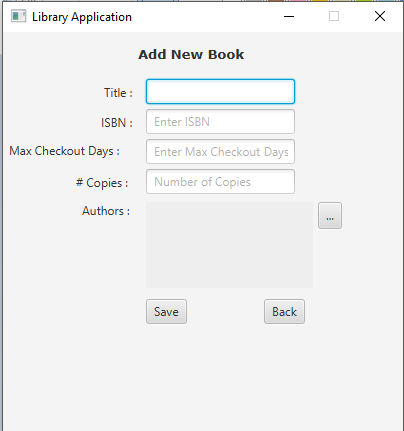 Library Application
Add New Book
Title :
ISBN : Enter ISBN
Max Checkout Days : Enter Max Checkout Days
# Copies : Number of Copies
Authors : ...
Save Back